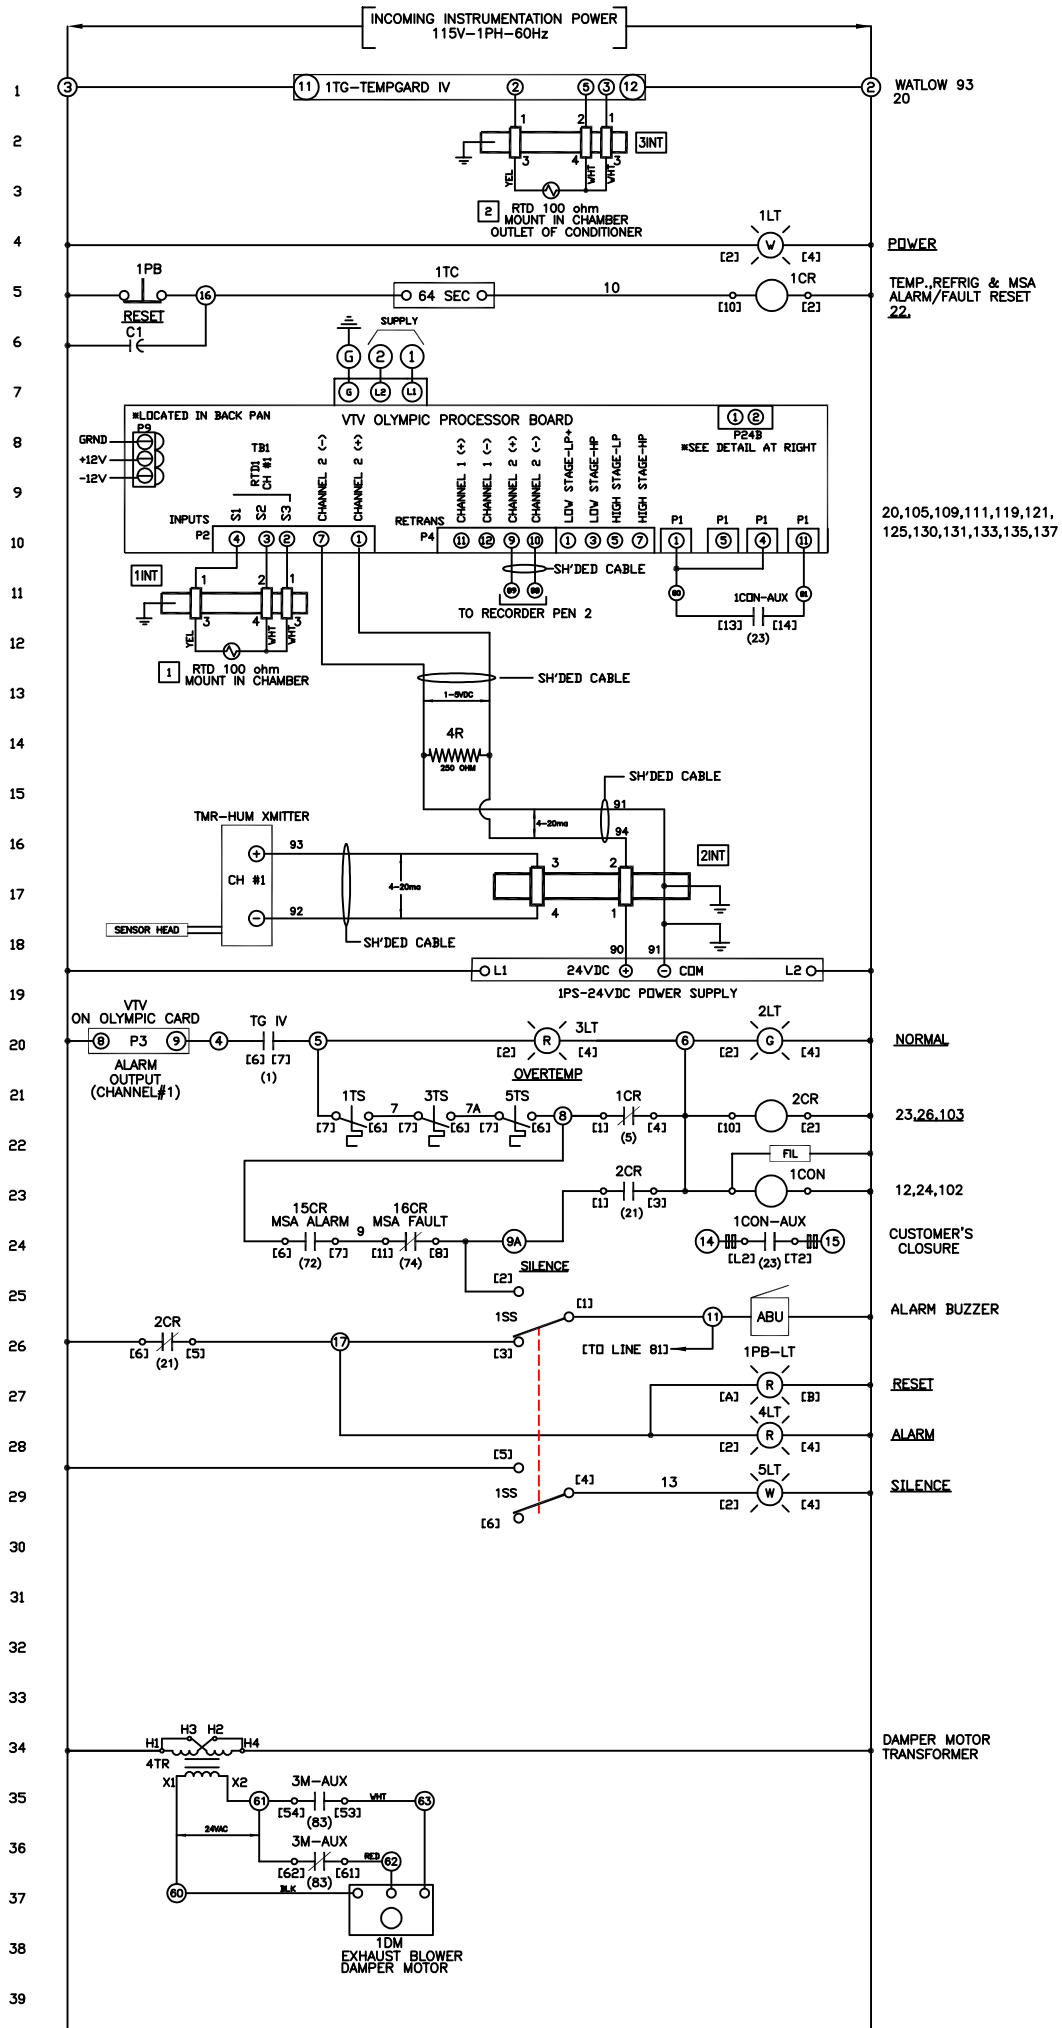 INCOMING INSTRUMENTATION POWER
115V-1PH-60Hz
1
3
11
1TG-TEMPGARD IV
2
5
3
12
2
WATLOW 93
20
2
1
2
1
3INT
3
4
3
3
YEL
WHT
WHT
2
RTD 100 ohm
MOUNT IN CHAMBER
OUTLET OF CONDITIONER
4
1LT
W
[2]
[4]
POWER
5
1PB
RESET
16
1TC
64 SEC
10
1CR
[10]
[2]
TEMP.,REFRIG & MSA
ALARM/FAULT RESET
22.
6
C1
SUPPLY
G
2
1
7
G
L2
L1
*LOCATED IN BACK PAN
VTV OLYMPIC PROCESSOR BOARD
1
2
P24B
*SEE DETAIL AT RIGHT
8
P9
GRND
+12V
-12V
TB1
RTD1
CH #1
CHANNEL 2 (-)
CHANNEL 2 (+)
CHANNEL 1 (+)
CHANNEL 1 (-)
CHANNEL 2 (+)
CHANNEL 2 (-)
LOW STAGE-LP+
LOW STAGE-HP
HIGH STAGE-LP
HIGH STAGE-HP
9
S1
S2
S3
INPUTS
P2
4
3
2
7
1
RETRANS
P4
11
12
9
10
1
3
5
7
P1
1
P1
5
P1
4
P1
11
20,105,109,111,119,121,
125,130,131,133,135,137
10
SH'DED CABLE
11
1INT
1
2
1
3
4
3
89
88
TO RECORDER PEN 2
80
81
1CON-AUX
[13]
[14]
(23)
12
YEL
WHT
WHT
1
RTD 100 ohm
MOUNT IN CHAMBER
SH'DED CABLE
13
1-5VDC
14
4R
250 OHM
15
SH'DED CABLE
91
TMR-HUM XMITTER
4-20ma
94
16
+
93
3
2
2INT
CH #1
4-20ma
17
-
92
4
1
SENSOR HEAD
18
SH'DED CABLE
90
91
L1
24VDC
+
-
COM
L2
19
1PS-24VDC POWER SUPPLY
VTV
ON OLYMPIC CARD
20
8
P3
9
4
TG IV
[6]
[7]
(1)
5
[2]
R
3LT
[4]
OVERTEMP
6
2LT
[2]
G
[4]
NORMAL
ALARM
OUTPUT
(CHANNEL#1)
21
1TS
7
3TS
7A
5TS
1CR
2CR
[7]
[6]
[7]
[6]
[7]
[6]
8
[1]
[4]
(5)
[10]
[2]
23,26,103
22
FIL
23
2CR
[1]
[3]
(21)
1CON
12,24,102
24
15CR
MSA ALARM
9
16CR
MSA FAULT
[6]
[7]
(72)
[11]
[8]
(74)
9A
14
1CON-AUX
15
[L2]
(23)
[T2]
CUSTOMER'S
CLOSURE
SILENCE
25
[2]
[1]
1SS
11
ABU
ALARM BUZZER
26
2CR
[6]
[5]
(21)
17
[3]
[TO LINE 81]
1PB-LT
27
[A]
R
[B]
RESET
28
4LT
[2]
R
[4]
ALARM
[5]
29
1SS
[4]
13
5LT
[2]
W
[4]
SILENCE
[6]
30
31
32
33
34
H1
H3
H2
H4
4TR
DAMPER MOTOR
TRANSFORMER
35
X1
X2
61
3M-AUX
[54]
[53]
(83)
WHT
63
24VAC
36
3M-AUX
[62]
[61]
(83)
RED
62
37
60
BLK
38
1DM
EXHAUST BLOWER
DAMPER MOTOR
39